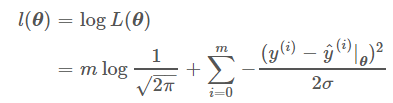 l(θ) = log L(θ)
= m log 1/√2π + ∑_{i=0}^{m} − (y^{(i)} − ŷ^{(i)}|_θ)²/2σ